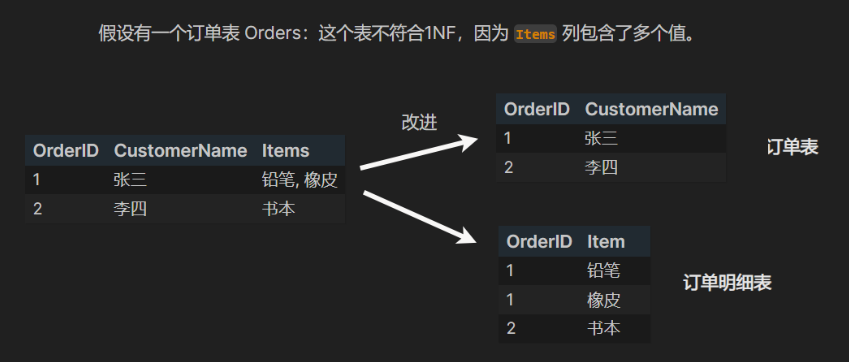 假设有一个订单表 Orders：这个表不符合1NF，因为 Items 列包含了多个值。
OrderID CustomerName Items
1 张三 铅笔, 橡皮
2 李四 书本
改进
OrderID CustomerName
1 张三
2 李四
订单表
OrderID Item
1 铅笔
1 橡皮
2 书本
订单明细表